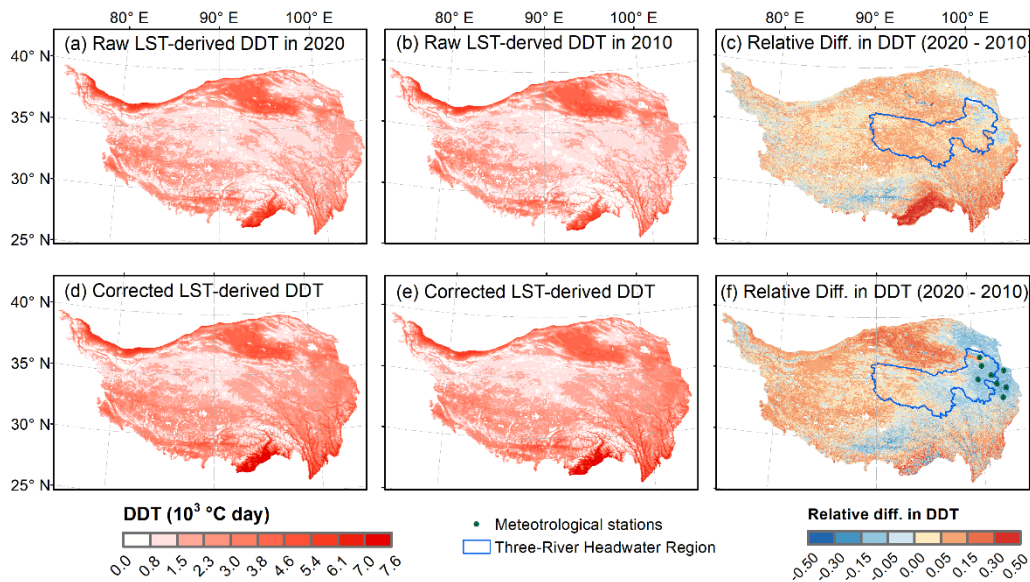 80° E 90° E 100° E
(a) Raw LST-derived DDT in 2020
(b) Raw LST-derived DDT in 2010
(c) Relative Diff. in DDT (2020 - 2010)
40° N
35° N
30° N
25° N
(d) Corrected LST-derived DDT
(e) Corrected LST-derived DDT
(f) Relative Diff. in DDT (2020 - 2010)
40° N
35° N
30° N
25° N
80° E 90° E 100° E
80° E 90° E 100° E
80° E 90° E 100° E
DDT (10³ °C day)
0.0 0.8 1.5 2.3 3.0 3.8 4.6 5.4 6.1 7.0 7.6
Meteotrological stations
Three-River Headwater Region
Relative diff. in DDT
-0.50 -0.30 -0.15 -0.05 0.00 0.05 0.15 0.30 0.50